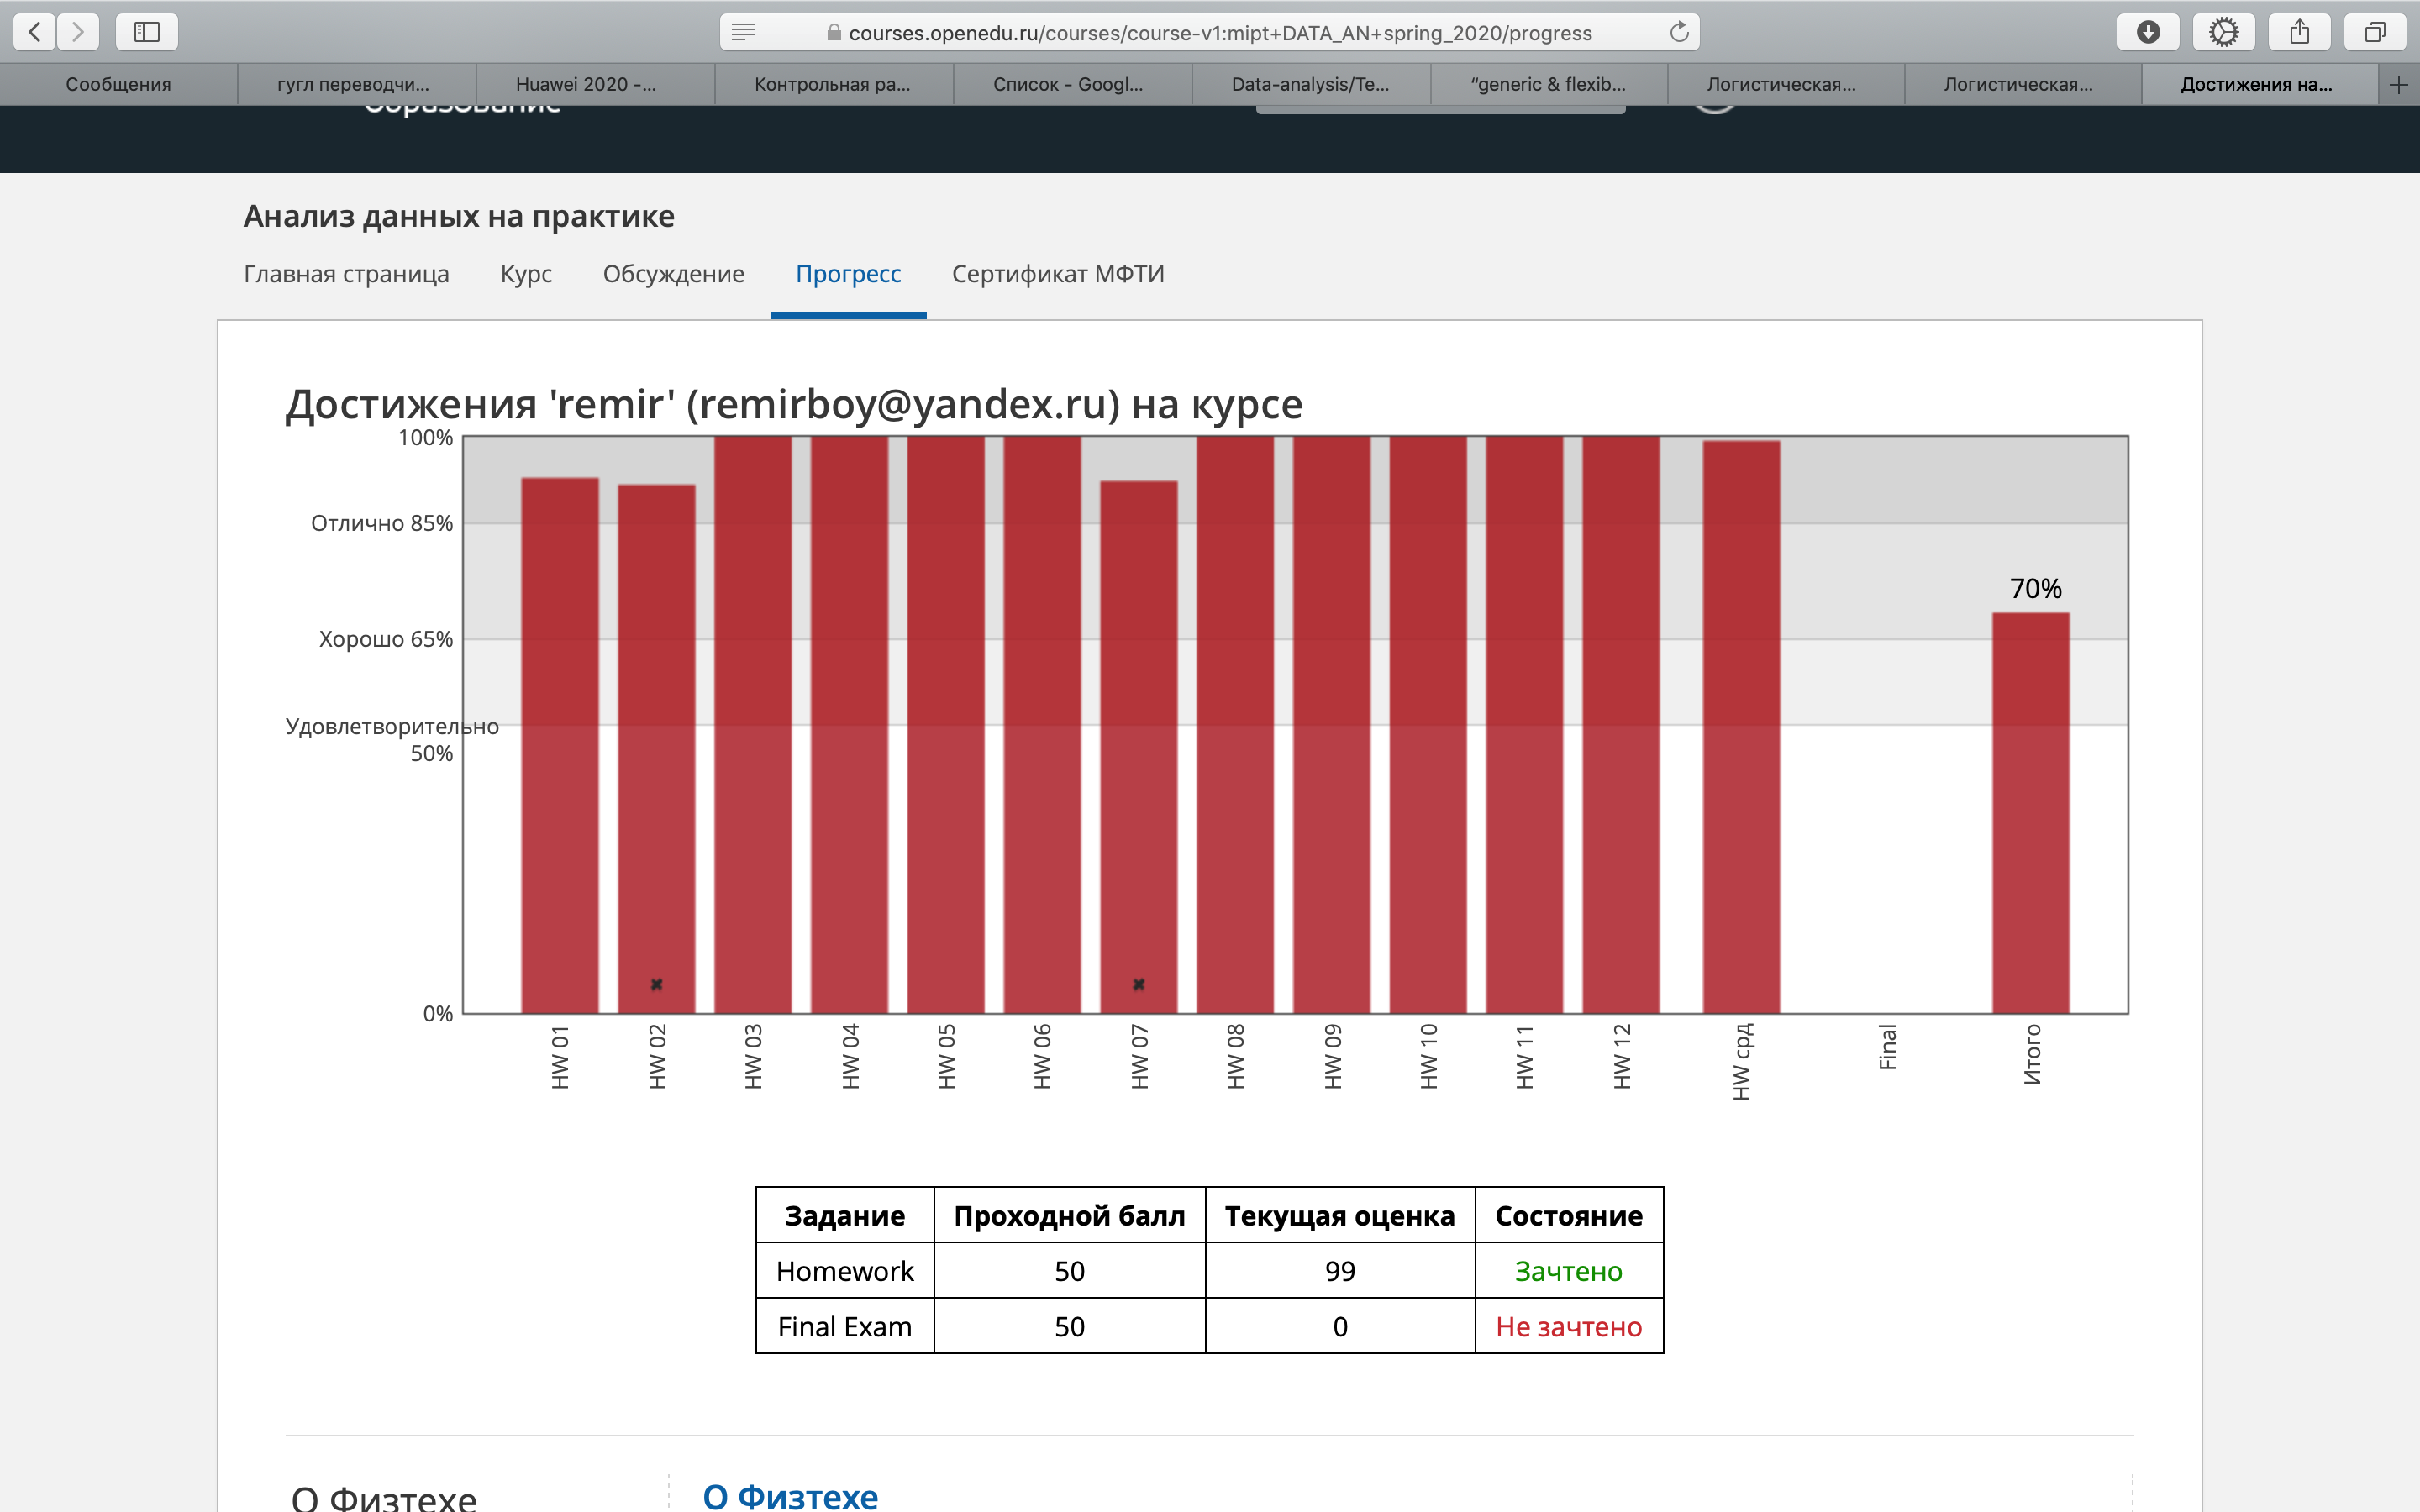 courses.openedu.ru/courses/course-v1:mipt+DATA_AN+spring_2020/progress
Сообщения гугл переводчи... Huawei 2020 -... Контрольная ра... Список - Googl... Data-analysis/Te... “generic & flexib... Логистическая... Логистическая... Достижения на...
образование
Анализ данных на практике
Главная страница Курс Обсуждение Прогресс Сертификат МФТИ
Достижения 'remir' (remirboy@yandex.ru) на курсе
100%
Отлично 85%
70%
Хорошо 65%
Удовлетворительно
50%
0%
HW 01 HW 02 HW 03 HW 04 HW 05 HW 06 HW 07 HW 08 HW 09 HW 10 HW 11 HW 12 HW срд Final Итого
Задание Проходной балл Текущая оценка Состояние
Homework 50 99 Зачтено
Final Exam 50 0 Не зачтено
О Физтехе О Физтехе